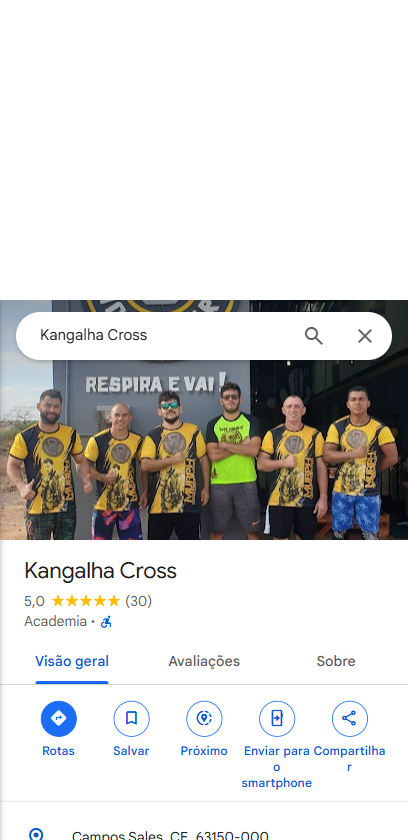 Kangalha Cross
RESPIRA E VAI!
Kangalha Cross
5,0 (30)
Academia ·
Visão geral Avaliações Sobre
Rotas Salvar Próximo Enviar para o smartphone Compartilhar
Campos Sales, CE, 63150-000